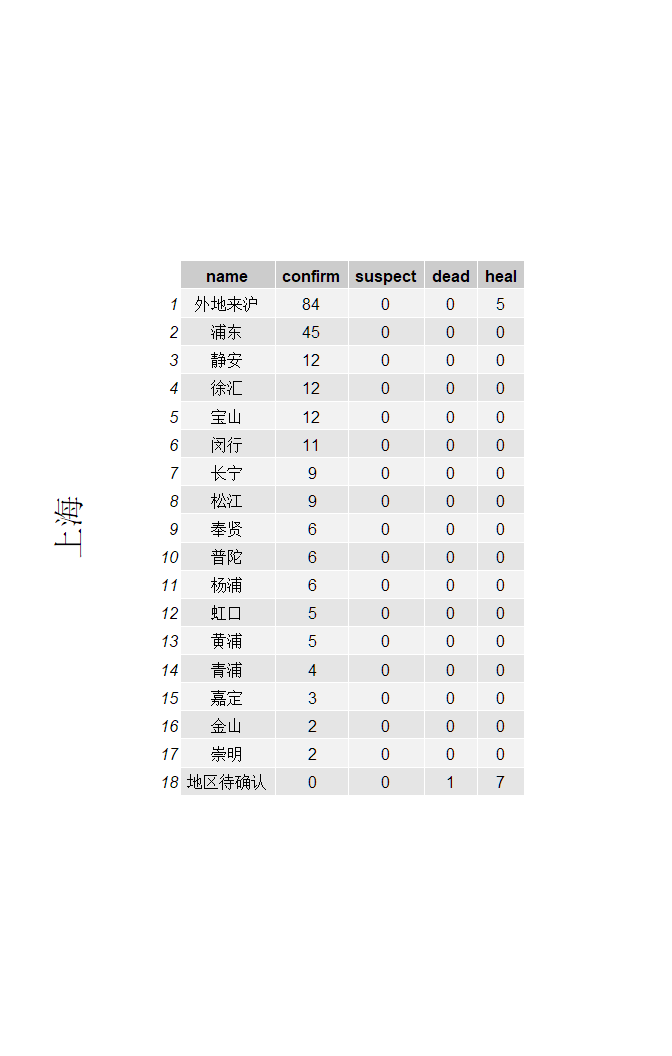 上海
name confirm suspect dead heal
1 外地来沪 84 0 0 5
2 浦东 45 0 0 0
3 静安 12 0 0 0
4 徐汇 12 0 0 0
5 宝山 12 0 0 0
6 闵行 11 0 0 0
7 长宁 9 0 0 0
8 松江 9 0 0 0
9 奉贤 6 0 0 0
10 普陀 6 0 0 0
11 杨浦 6 0 0 0
12 虹口 5 0 0 0
13 黄浦 5 0 0 0
14 青浦 4 0 0 0
15 嘉定 3 0 0 0
16 金山 2 0 0 0
17 崇明 2 0 0 0
18 地区待确认 0 0 1 7